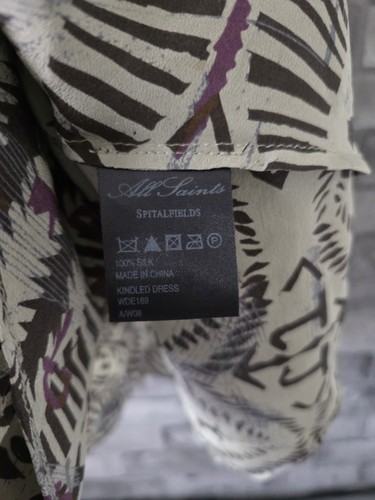 All Saints
SPITALFIELDS
P
100% SILK
MADE IN CHINA
KINDLED DRESS
WDE169
A/W08